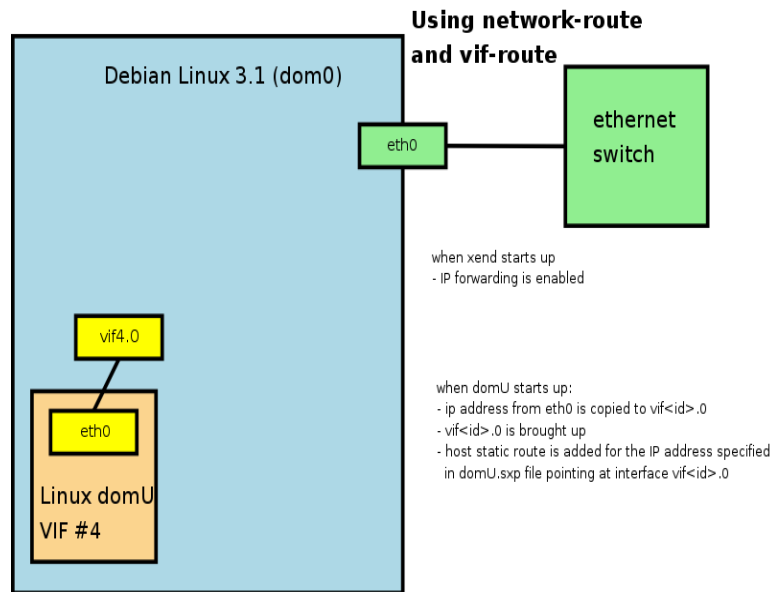 Using network-route
and vif-route
Debian Linux 3.1 (dom0)
eth0
ethernet
switch
when xend starts up
- IP forwarding is enabled
vif4.0
eth0
Linux domU
VIF #4
when domU starts up:
- ip address from eth0 is copied to vif<id>.0
- vif<id>.0 is brought up
- host static route is added for the IP address specified
in domU.sxp file pointing at interface vif<id>.0